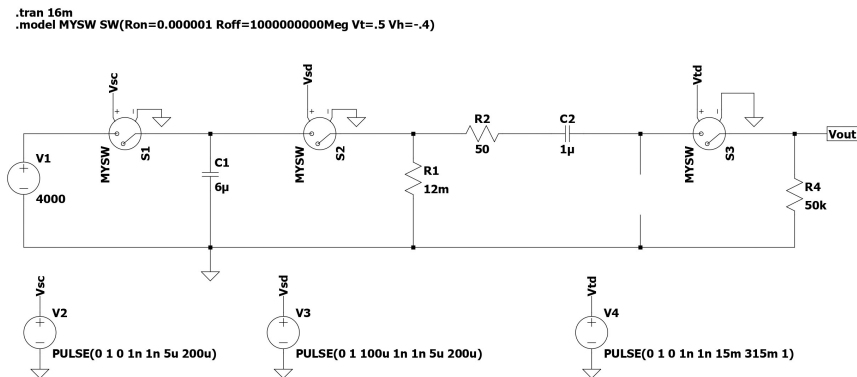 .tran 16m
.model MYSW SW(Ron=0.000001 Roff=1000000000Meg Vt=.5 Vh=-.4)
Vsc
Vsd
Vtd
+
+
+
MYSW
S1
MYSW
S2
R2
50
C2
1µ
MYSW
S3
Vout
V1
4000
C1
6µ
R1
12m
R4
50k
Vsc
V2
PULSE(0 1 0 1n 1n 5u 200u)
Vsd
V3
PULSE(0 1 100u 1n 1n 5u 200u)
Vtd
V4
PULSE(0 1 0 1n 1n 15m 315m 1)